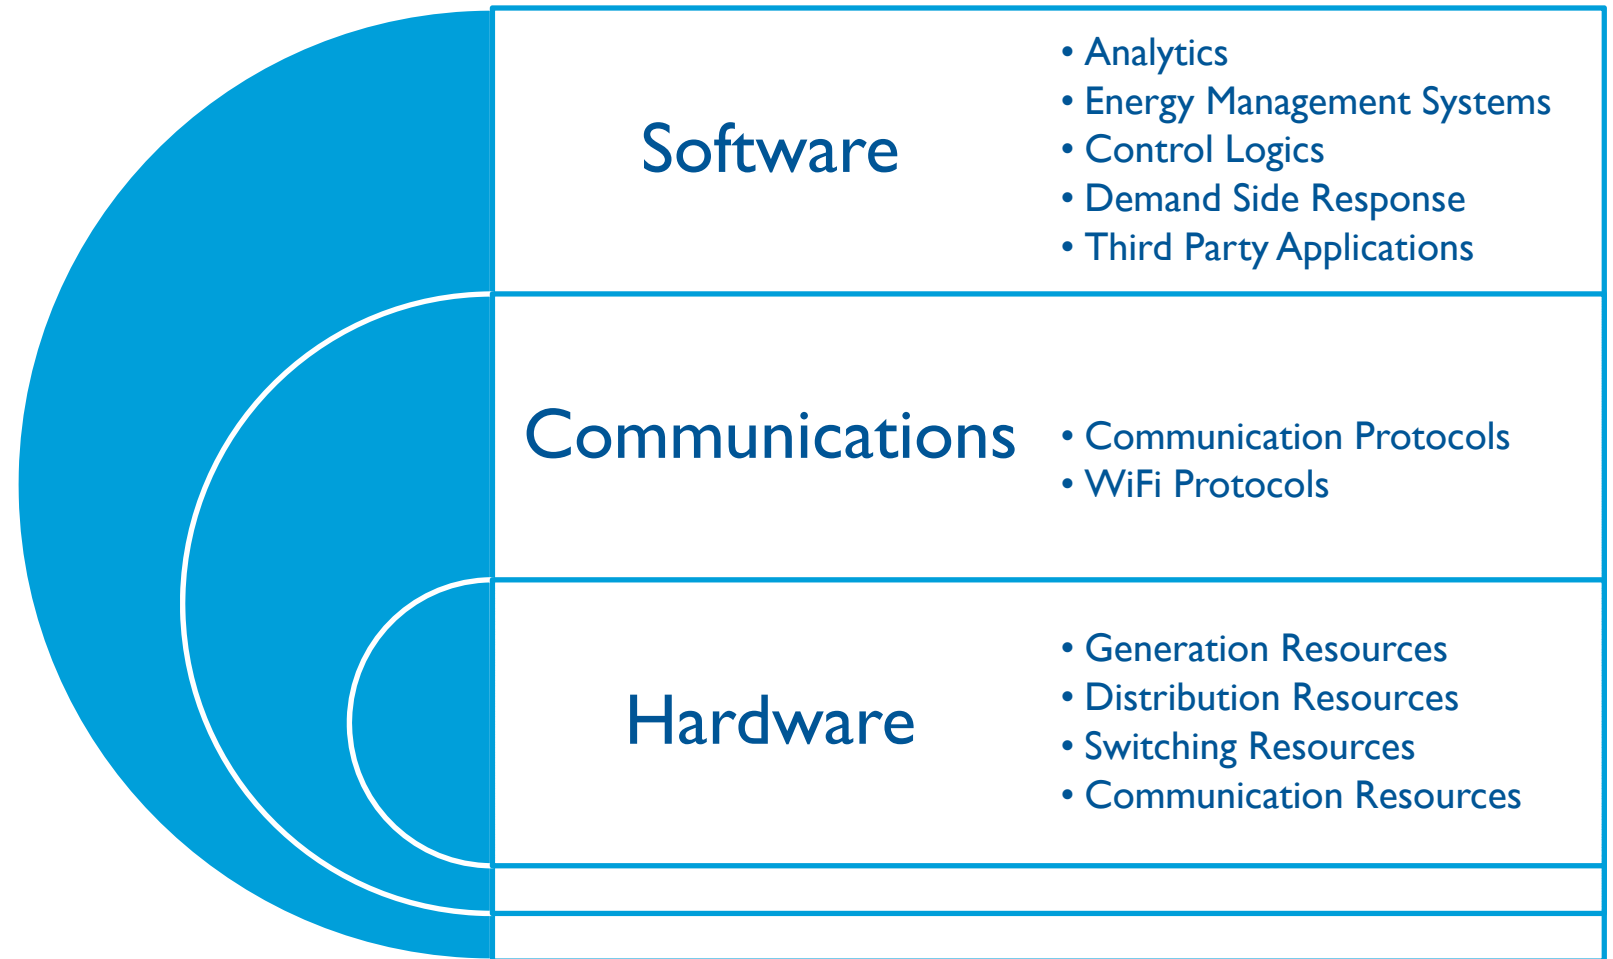 Software
• Analytics
• Energy Management Systems
• Control Logics
• Demand Side Response
• Third Party Applications
Communications
• Communication Protocols
• WiFi Protocols
Hardware
• Generation Resources
• Distribution Resources
• Switching Resources
• Communication Resources